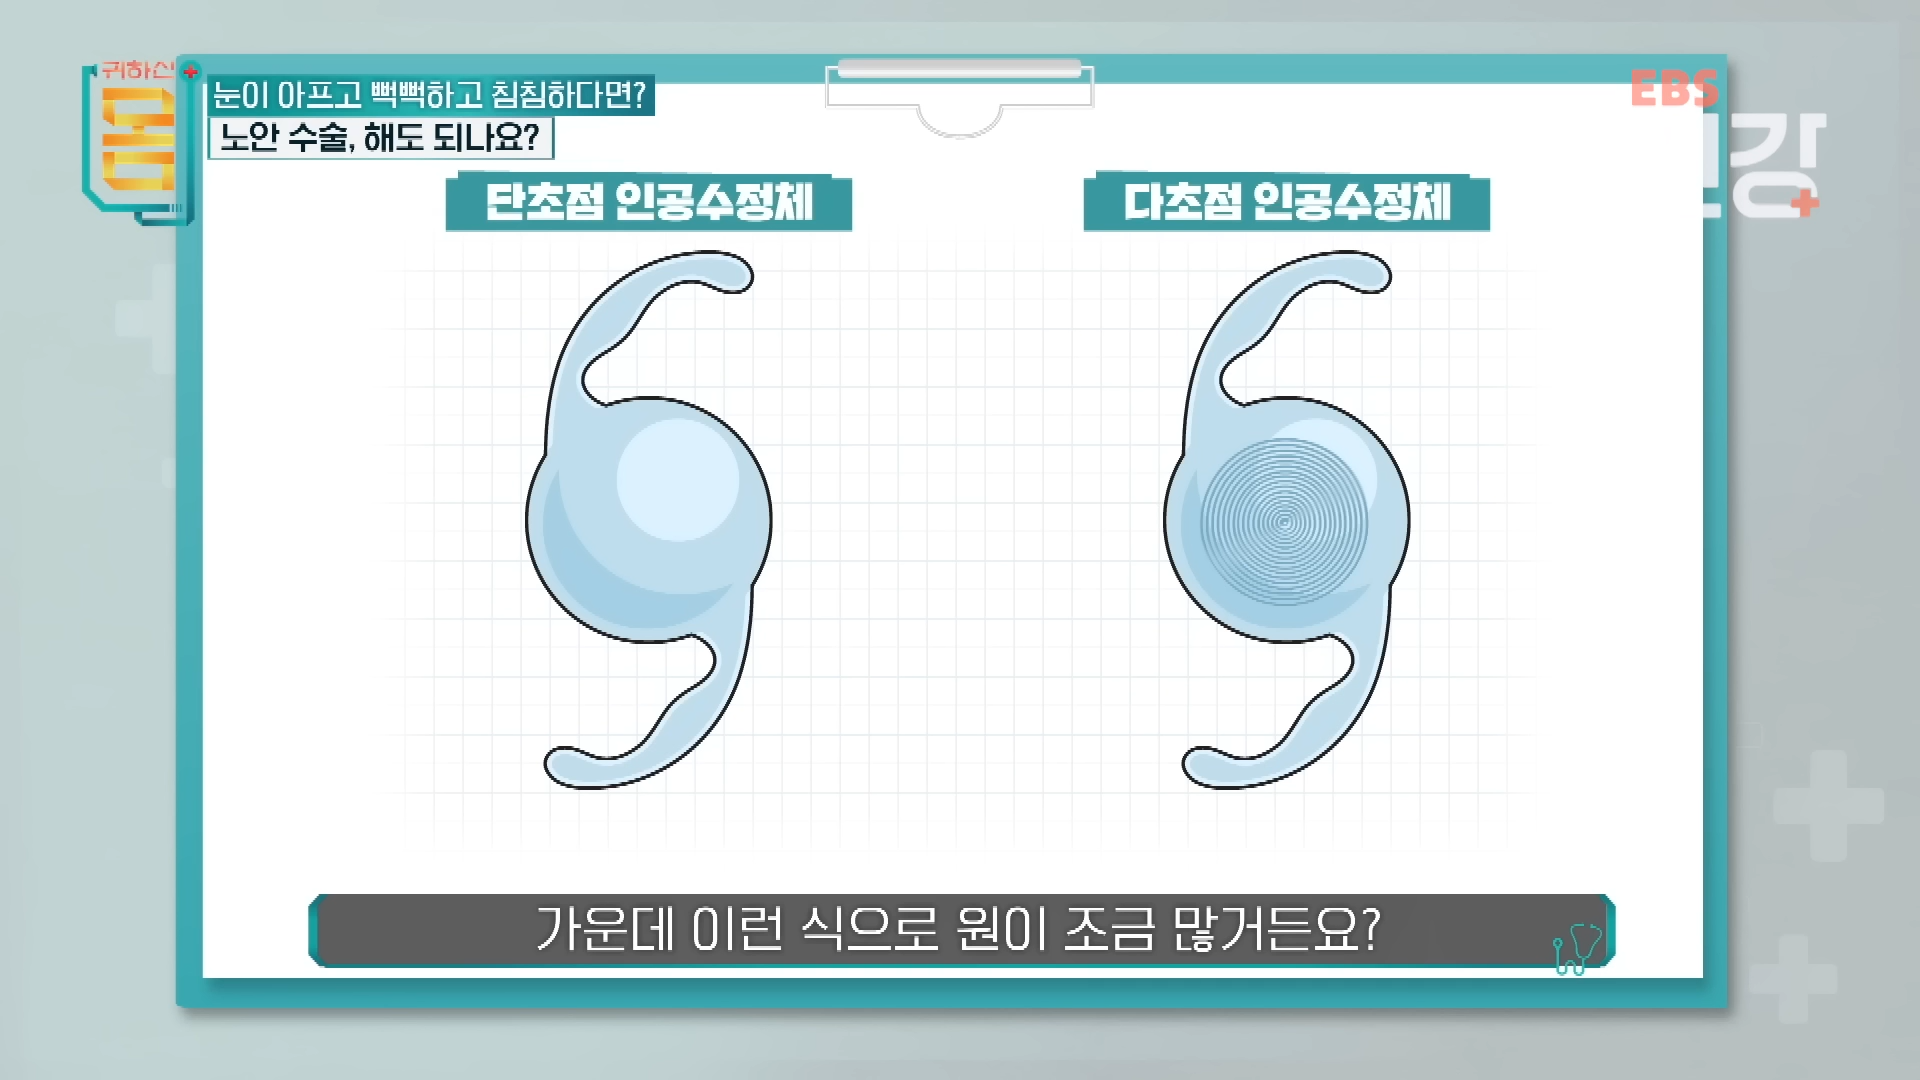 귀하신
몸
눈이 아프고 뻑뻑하고 침침하다면?
노안 수술, 해도 되나요?
EBS
건강
단초점 인공수정체
다초점 인공수정체
가운데 이런 식으로 원이 조금 많거든요?